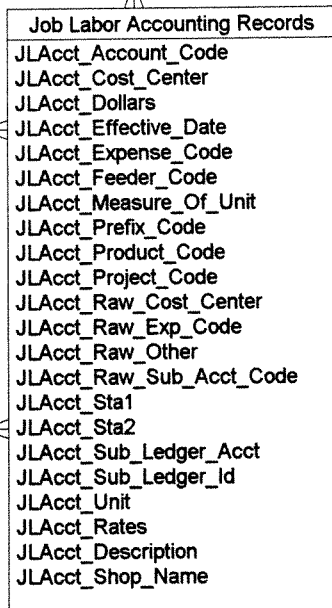 Job Labor Accounting Records
JLAcct_Account_Code
JLAcct_Cost_Center
JLAcct_Dollars
JLAcct_Effective_Date
JLAcct_Expense_Code
JLAcct_Feeder_Code
JLAcct_Measure_Of_Unit
JLAcct_Prefix_Code
JLAcct_Product_Code
JLAcct_Project_Code
JLAcct_Raw_Cost_Center
JLAcct_Raw_Exp_Code
JLAcct_Raw_Other
JLAcct_Raw_Sub_Acct_Code
JLAcct_Sta1
JLAcct_Sta2
JLAcct_Sub_Ledger_Acct
JLAcct_Sub_Ledger_Id
JLAcct_Unit
JLAcct_Rates
JLAcct_Description
JLAcct_Shop_Name